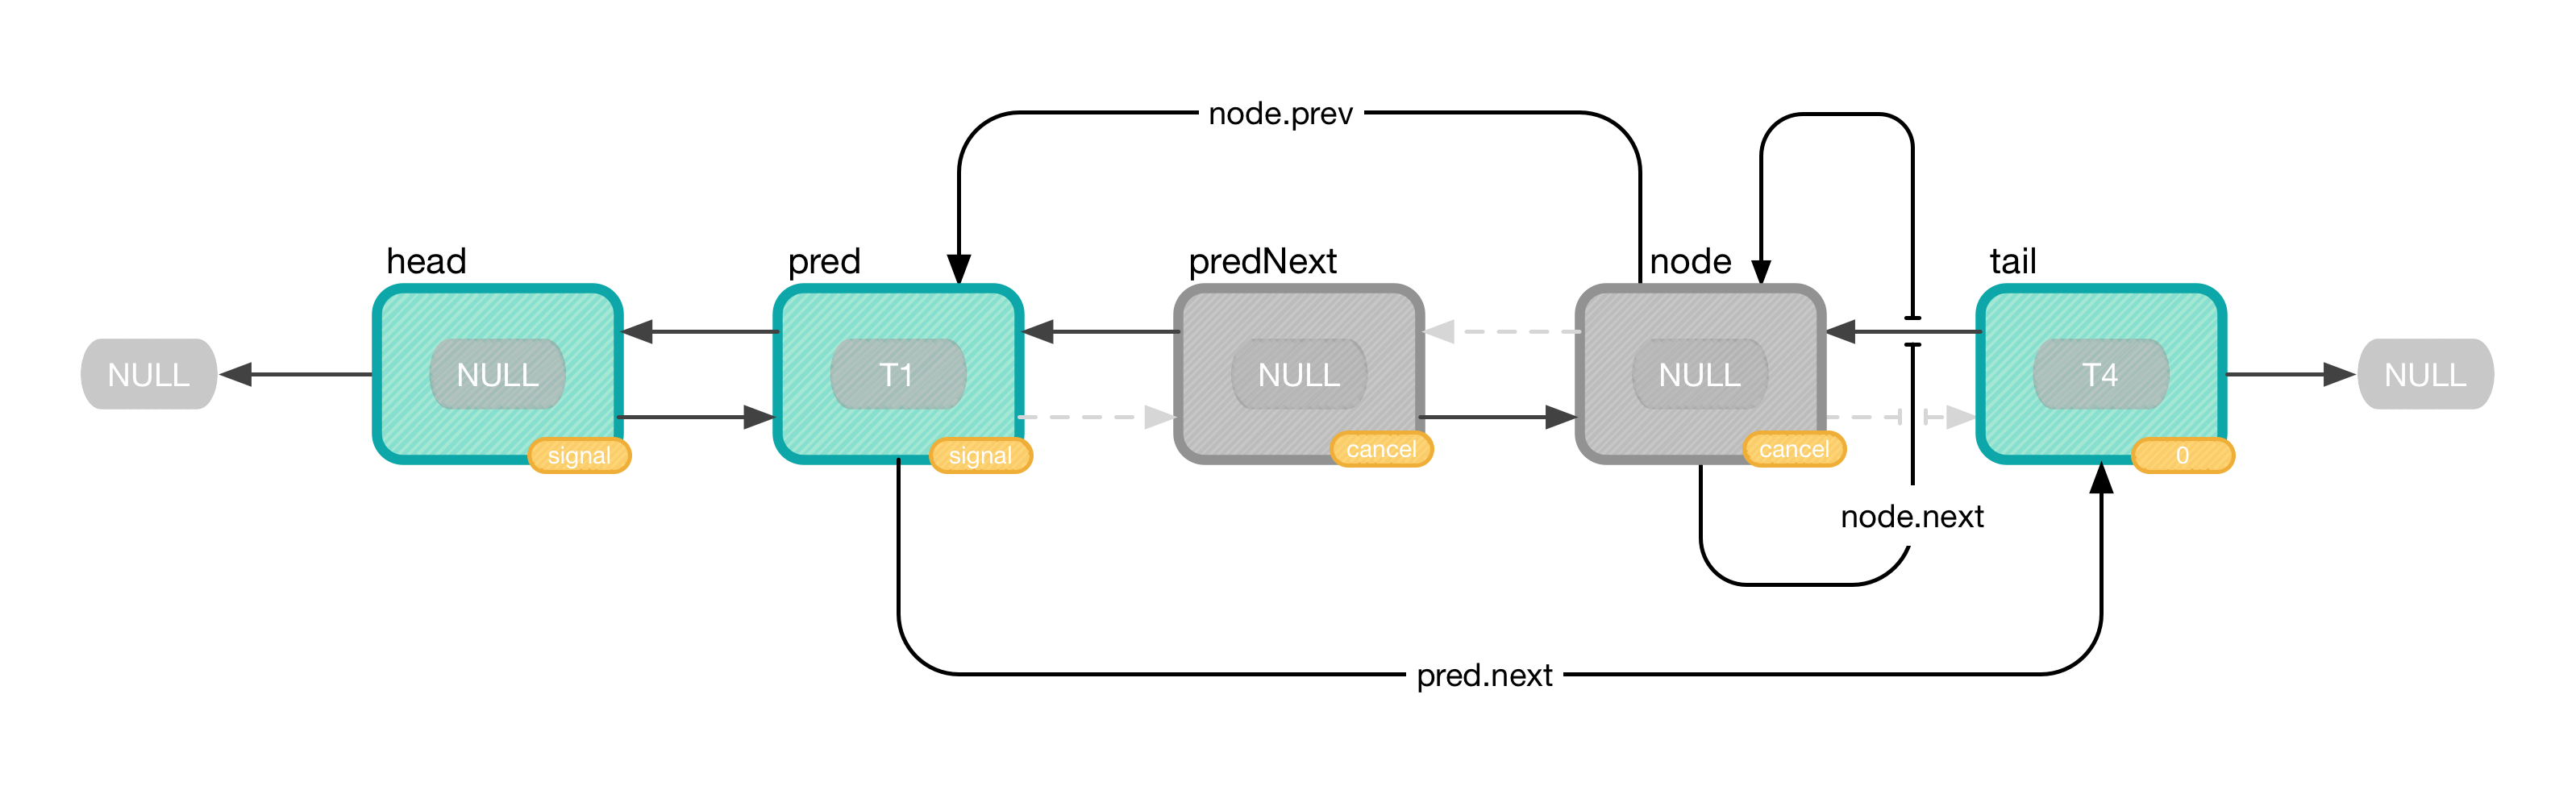 node.prev
head
pred
predNext
node
tail
NULL
NULL
T1
NULL
NULL
T4
NULL
signal
signal
cancel
cancel
0
node.next
pred.next